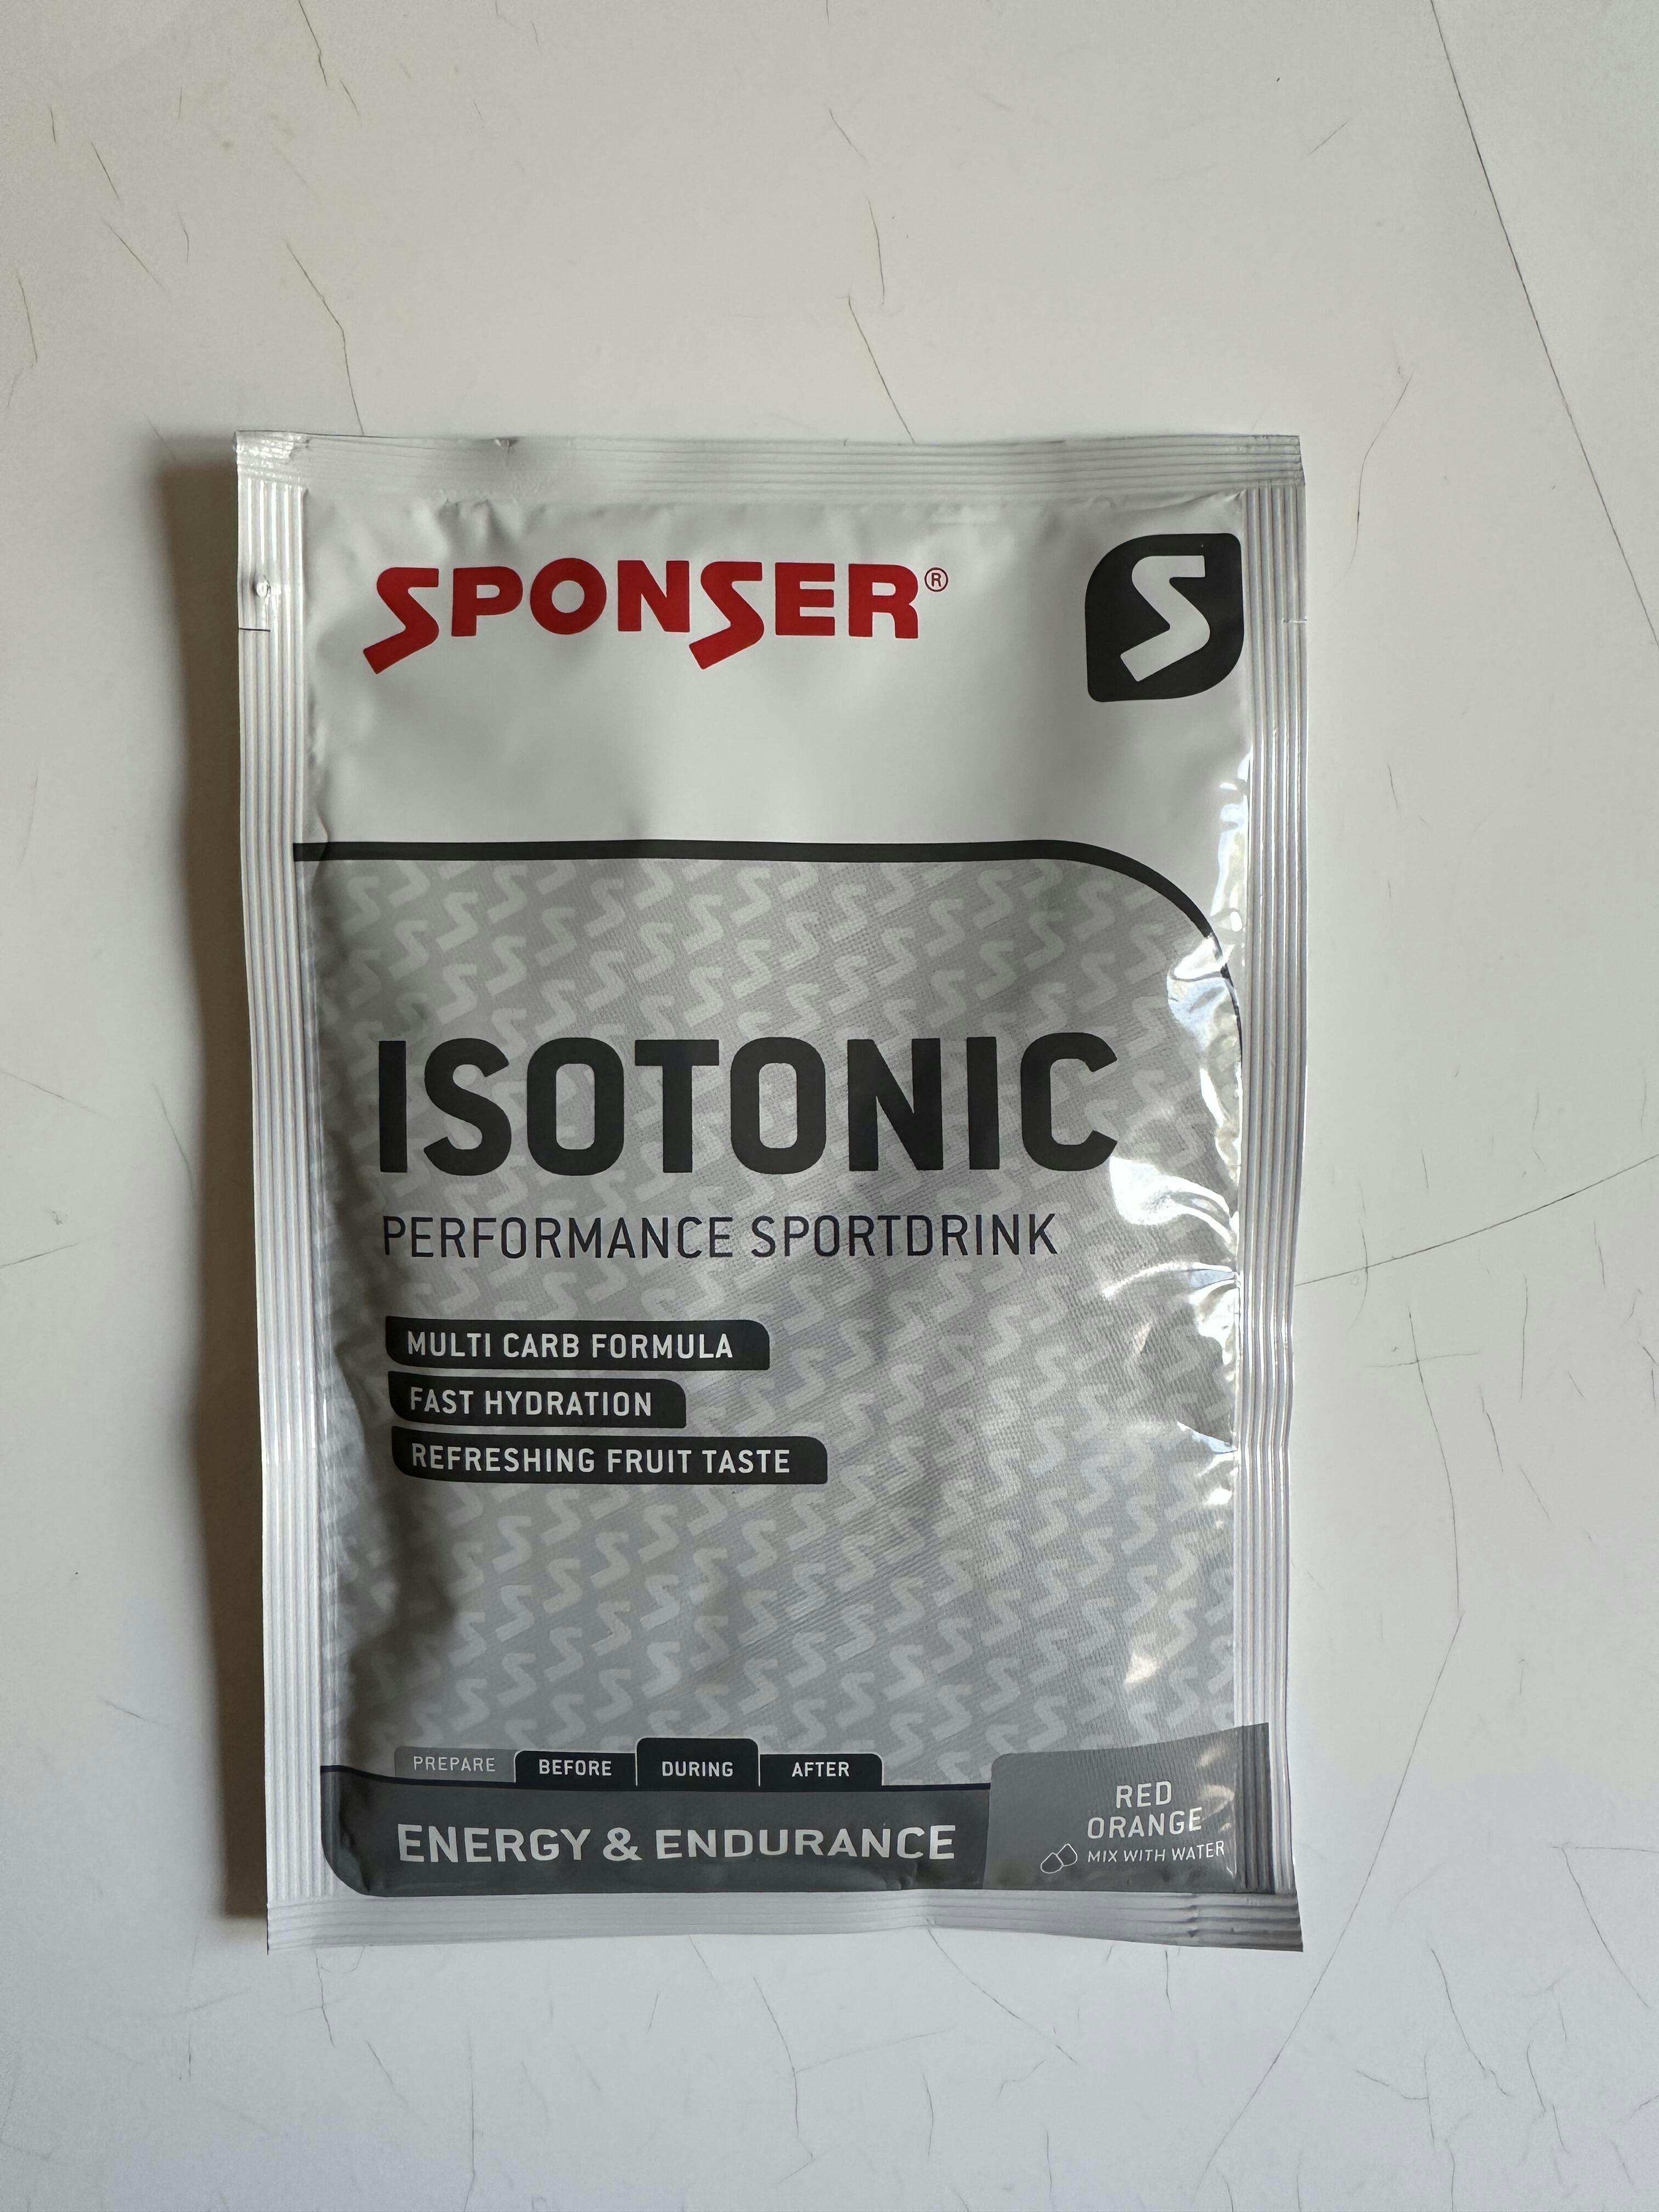 SPONSER®
ISOTONIC
PERFORMANCE SPORTDRINK
MULTI CARB FORMULA
FAST HYDRATION
REFRESHING FRUIT TASTE
PREPARE BEFORE DURING AFTER
ENERGY & ENDURANCE
RED
ORANGE
MIX WITH WATER